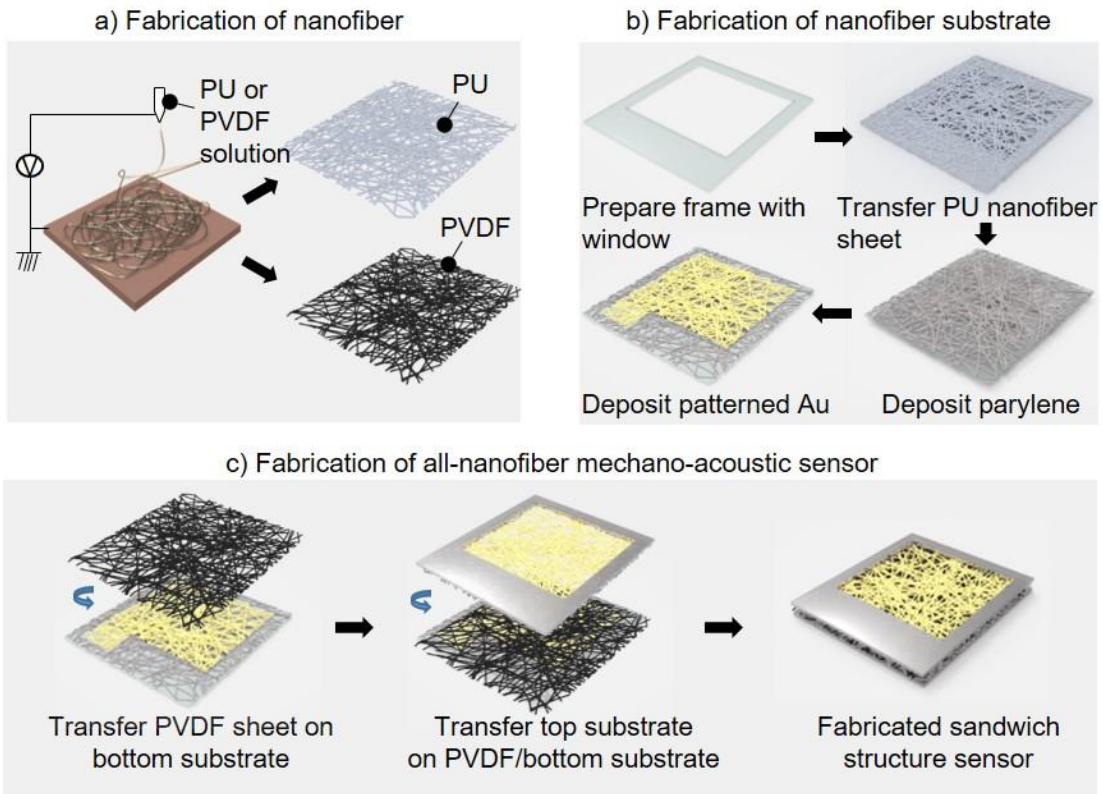 a) Fabrication of nanofiber
PU or
PVDF
solution
V
PU
PVDF
b) Fabrication of nanofiber substrate
Prepare frame with
window
Transfer PU nanofiber
sheet
Deposit patterned Au
Deposit parylene
c) Fabrication of all-nanofiber mechano-acoustic sensor
Transfer PVDF sheet on
bottom substrate
Transfer top substrate
on PVDF/bottom substrate
Fabricated sandwich
structure sensor